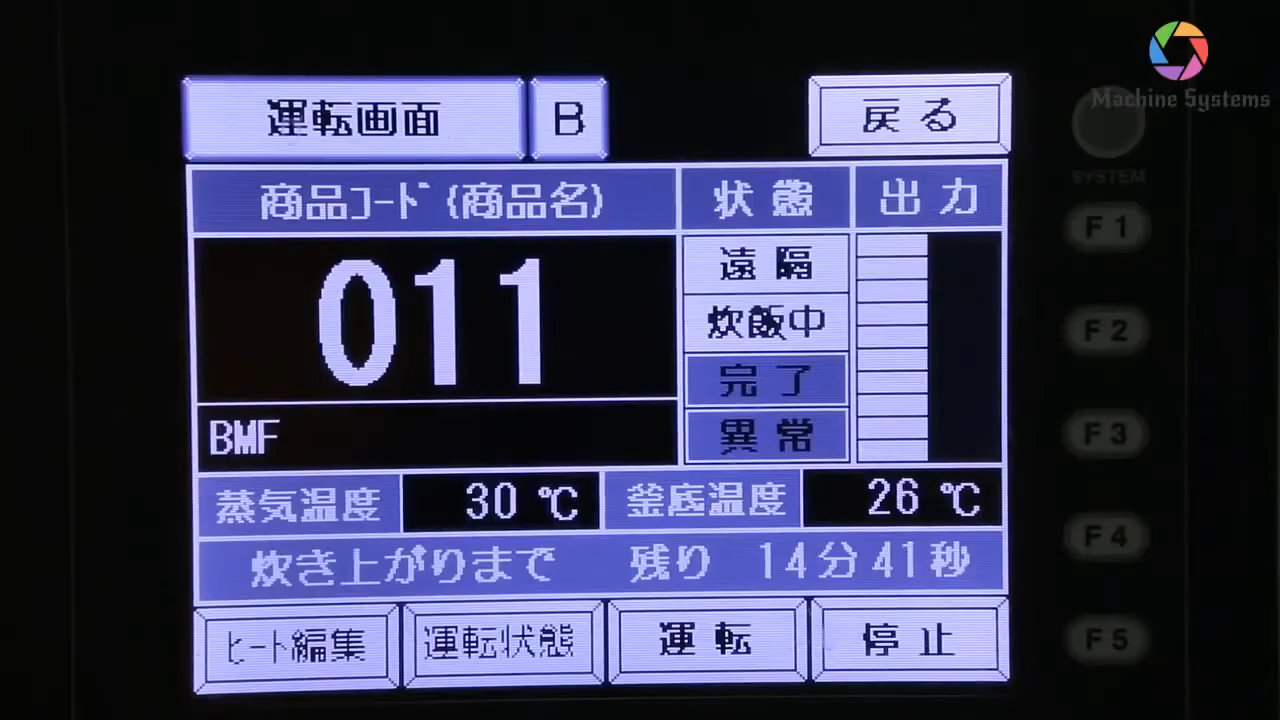 Machine Systems
運転画面 B 戻る
SYSTEM
商品コード(商品名) 状態 出力
F1
011
遠隔
炊飯中
F2
完了
異常
BMF
F3
蒸気温度 30℃ 釜底温度 26℃
F4
炊き上がりまで 残り 14分41秒
ヒート編集 運転状態 運転 停止
F5